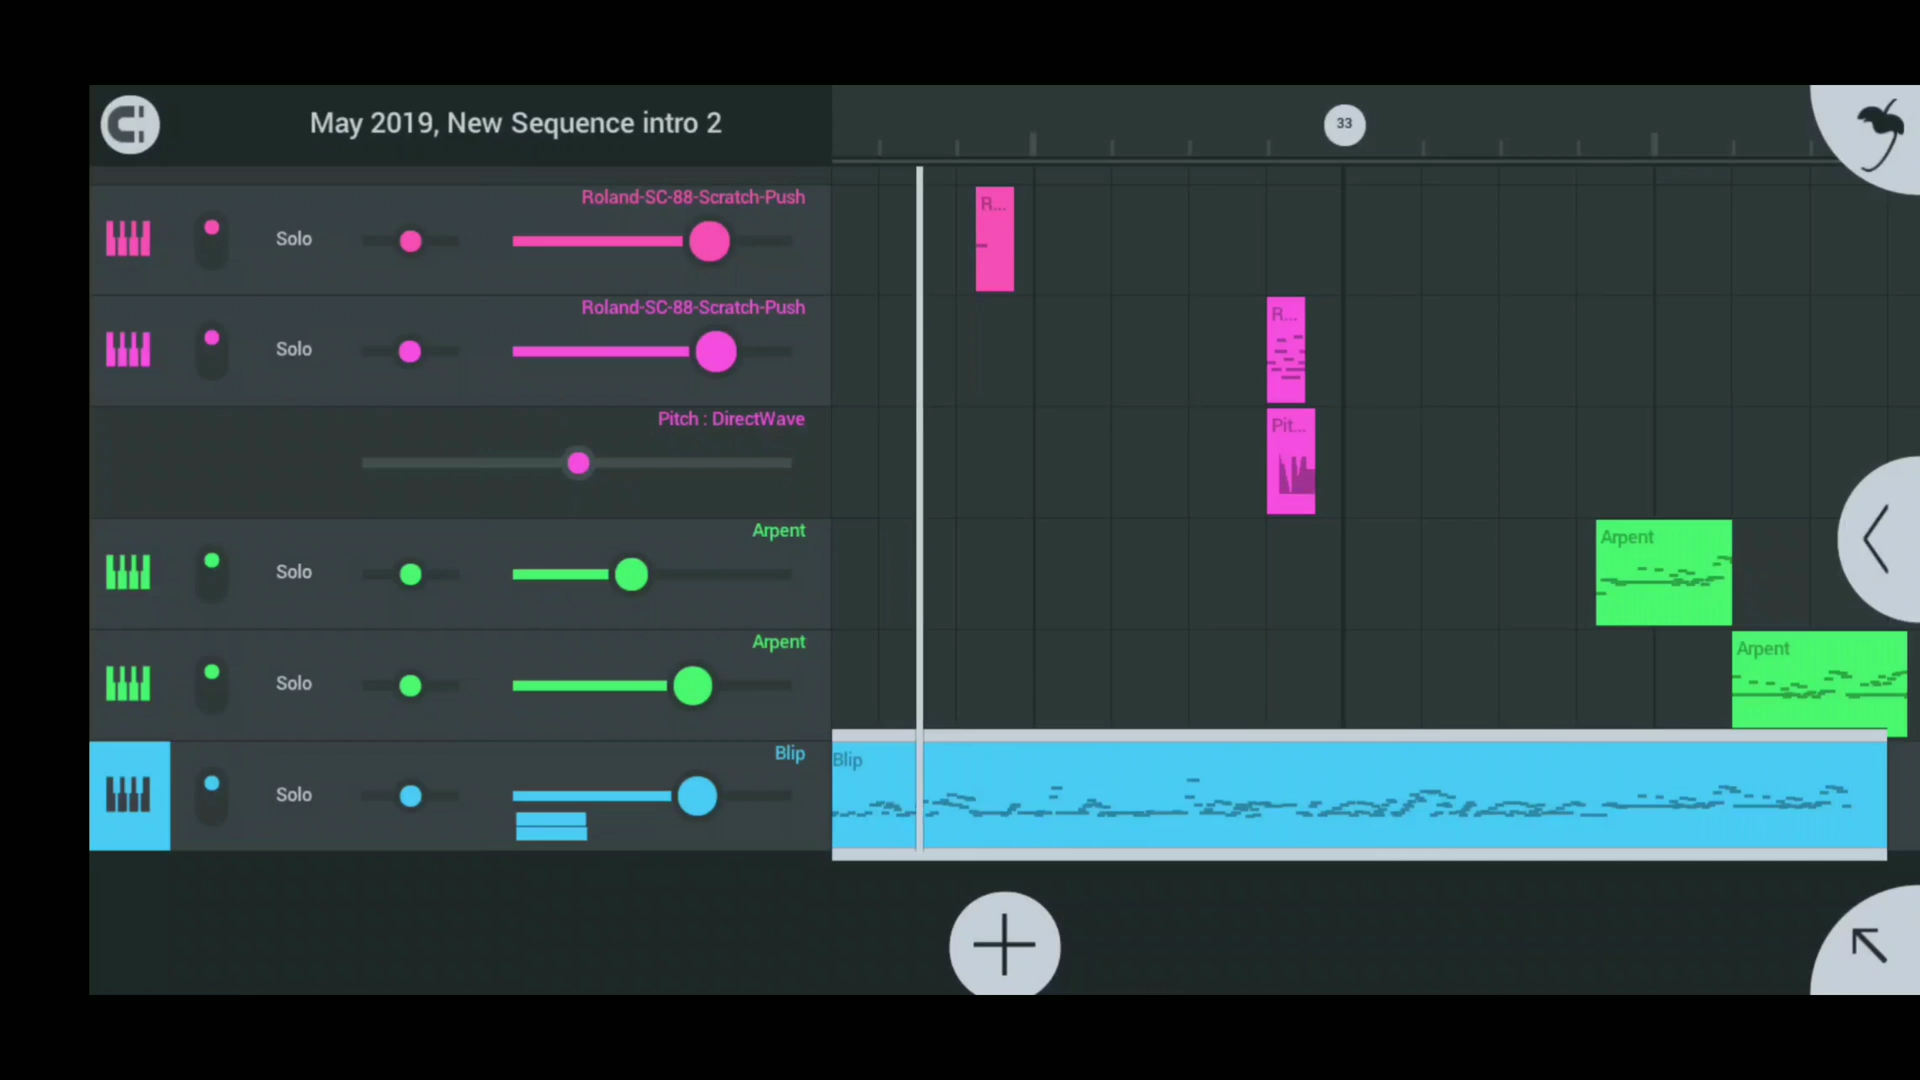 May 2019, New Sequence intro 2
33
Roland-SC-88-Scratch-Push
R...
Solo
Roland-SC-88-Scratch-Push
R...
Solo
Pitch : DirectWave
Pit...
Arpent
Arpent
Solo
Arpent
Arpent
Solo
Blip
Blip
Solo